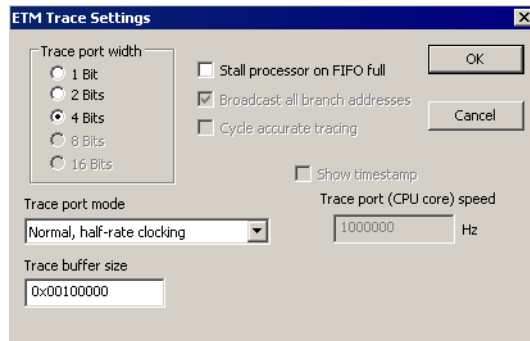 ETM Trace Settings
Trace port width
1 Bit
2 Bits
4 Bits
8 Bits
16 Bits
Stall processor on FIFO full
Broadcast all branch addresses
Cycle accurate tracing
OK
Cancel
Show timestamp
Trace port mode
Normal, half-rate clocking
Trace port (CPU core) speed
1000000 Hz
Trace buffer size
0x00100000